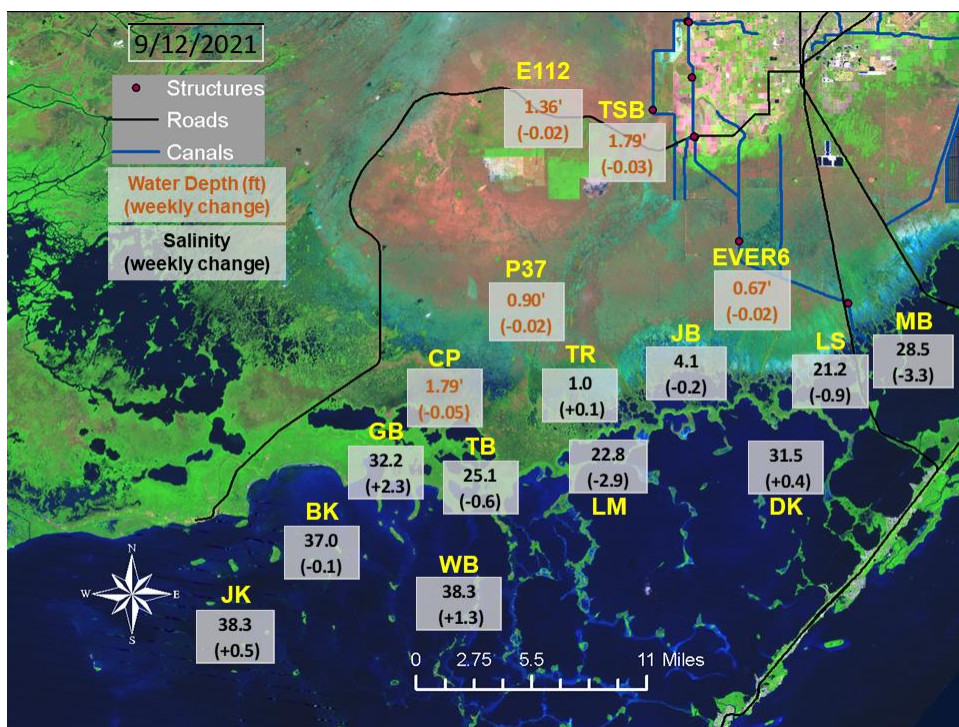 9/12/2021
Structures
Roads
Canals
Water Depth (ft)
(weekly change)
Salinity
(weekly change)
E112
1.36'
(-0.02)
TSB
1.79'
(-0.03)
P37
0.90'
(-0.02)
EVER6
0.67'
(-0.02)
CP
1.79'
(-0.05)
TR
1.0
(+0.1)
JB
4.1
(-0.2)
LS
21.2
(-0.9)
MB
28.5
(-3.3)
GB
32.2
(+2.3)
TB
25.1
(-0.6)
22.8
(-2.9)
LM
31.5
(+0.4)
DK
BK
37.0
(-0.1)
WB
38.3
(+1.3)
JK
38.3
(+0.5)
N
W
E
S
0 2.75 5.5 11 Miles